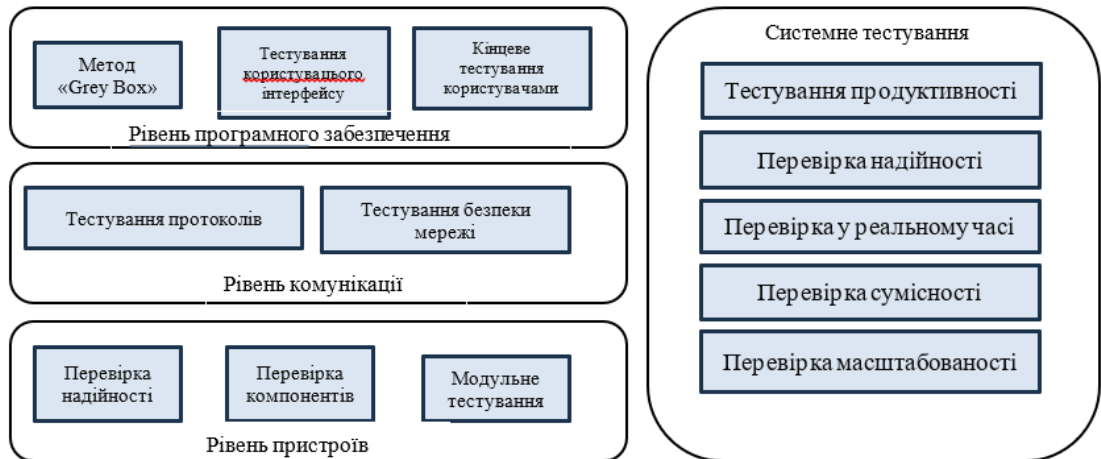 Метод
«Grey Box»
Тестування
користувацього
інтерфейсу
Кінцеве
тестування
користувачами
Рівень програмного забезпечення
Тестування протоколів
Тестування безпеки
мережі
Рівень комунікації
Перевірка
надійності
Перевірка
компонентів
Модульне
тестування
Рівень пристроїв
Системне тестування
Тестування продуктивності
Перевірка надійності
Перевірка у реальному часі
Перевірка сумісності
Перевірка масштабованості